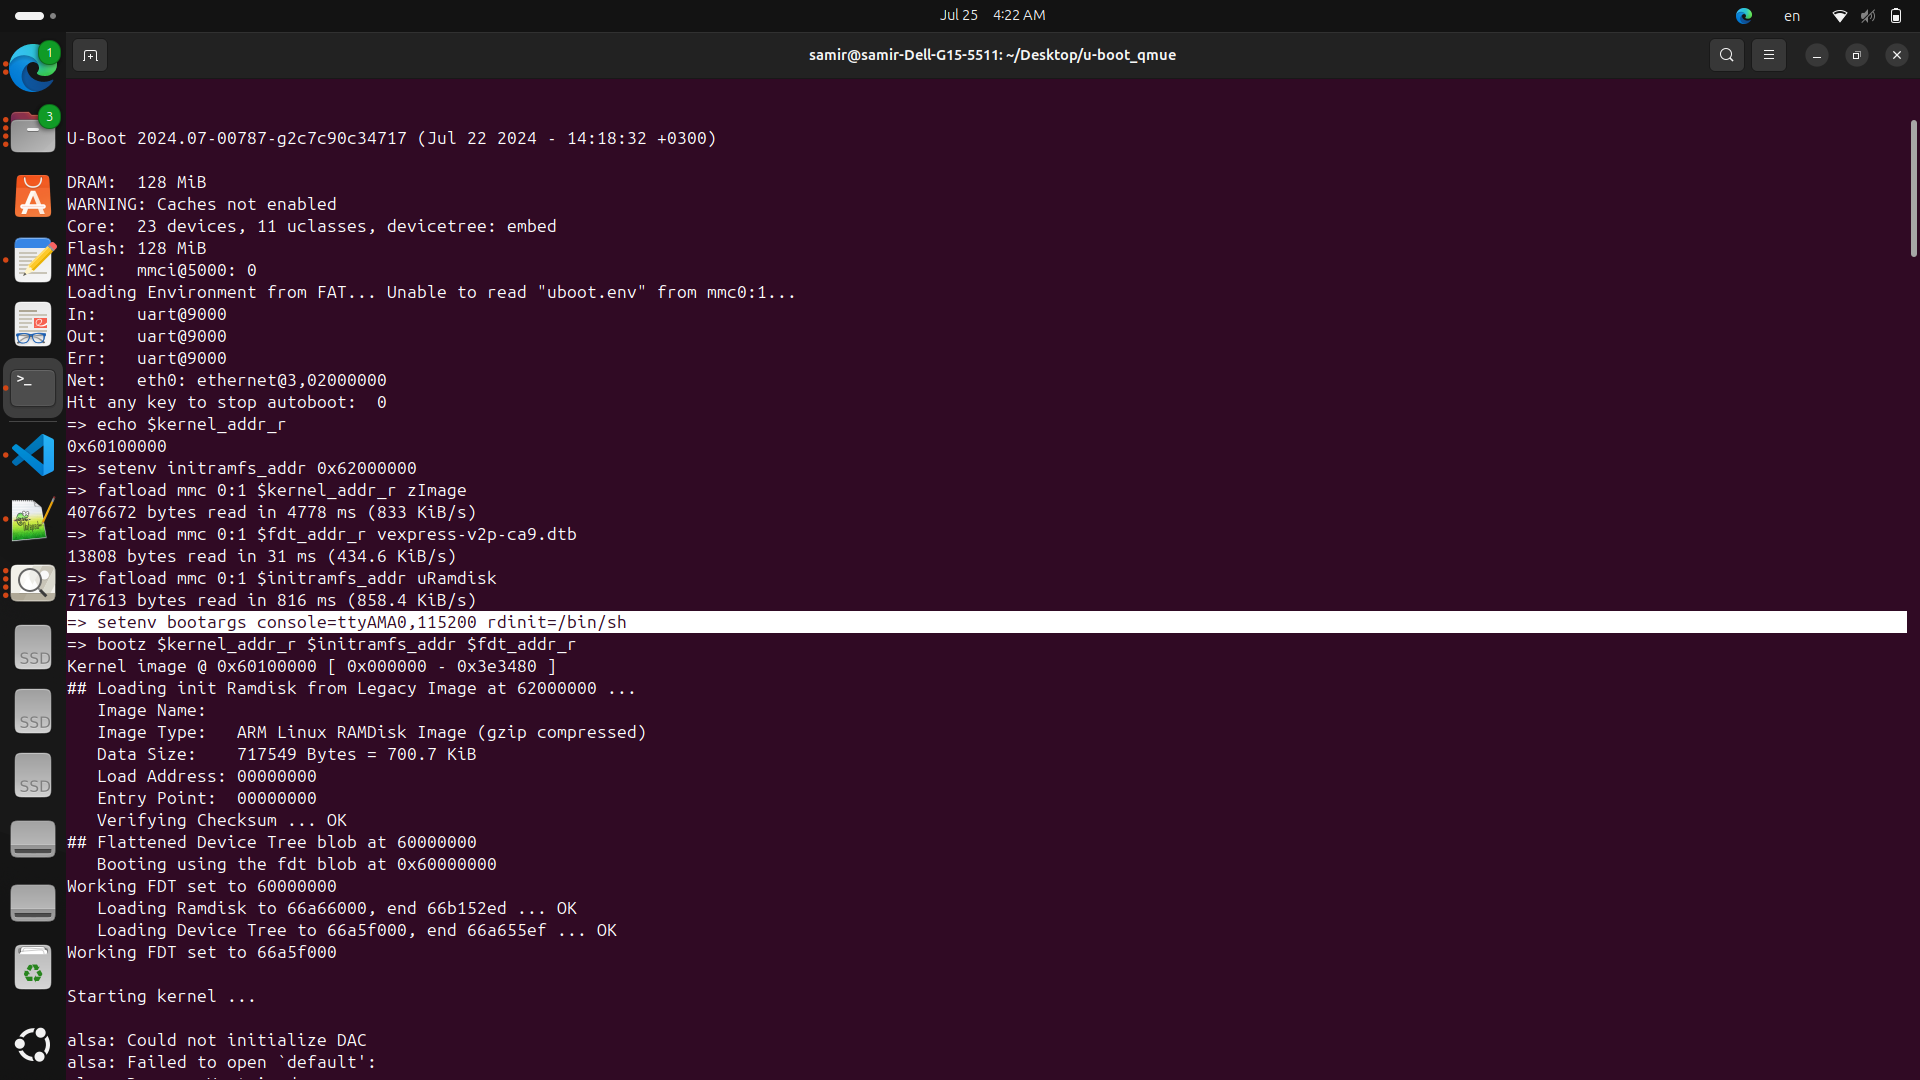 Jul 25 4:22 AM
en
1
samir@samir-Dell-G15-5511: ~/Desktop/u-boot_qmue
3
U-Boot 2024.07-00787-g2c7c90c34717 (Jul 22 2024 - 14:18:32 +0300)
DRAM:  128 MiB
WARNING: Caches not enabled
Core:  23 devices, 11 uclasses, devicetree: embed
Flash: 128 MiB
MMC:   mmci@5000: 0
Loading Environment from FAT... Unable to read "uboot.env" from mmc0:1...
In:    uart@9000
Out:   uart@9000
Err:   uart@9000
Net:   eth0: ethernet@3,02000000
Hit any key to stop autoboot:  0
=> echo $kernel_addr_r
0x60100000
=> setenv initramfs_addr 0x62000000
=> fatload mmc 0:1 $kernel_addr_r zImage
4076672 bytes read in 4778 ms (833 KiB/s)
=> fatload mmc 0:1 $fdt_addr_r vexpress-v2p-ca9.dtb
13808 bytes read in 31 ms (434.6 KiB/s)
=> fatload mmc 0:1 $initramfs_addr uRamdisk
717613 bytes read in 816 ms (858.4 KiB/s)
=> setenv bootargs console=ttyAMA0,115200 rdinit=/bin/sh
=> bootz $kernel_addr_r $initramfs_addr $fdt_addr_r
Kernel image @ 0x60100000 [ 0x000000 - 0x3e3480 ]
## Loading init Ramdisk from Legacy Image at 62000000 ...
   Image Name:
   Image Type:   ARM Linux RAMDisk Image (gzip compressed)
   Data Size:    717549 Bytes = 700.7 KiB
   Load Address: 00000000
   Entry Point:  00000000
   Verifying Checksum ... OK
## Flattened Device Tree blob at 60000000
   Booting using the fdt blob at 0x60000000
Working FDT set to 60000000
   Loading Ramdisk to 66a66000, end 66b152ed ... OK
   Loading Device Tree to 66a5f000, end 66a655ef ... OK
Working FDT set to 66a5f000
Starting kernel ...
alsa: Could not initialize DAC
alsa: Failed to open `default':
SSD
SSD
SSD